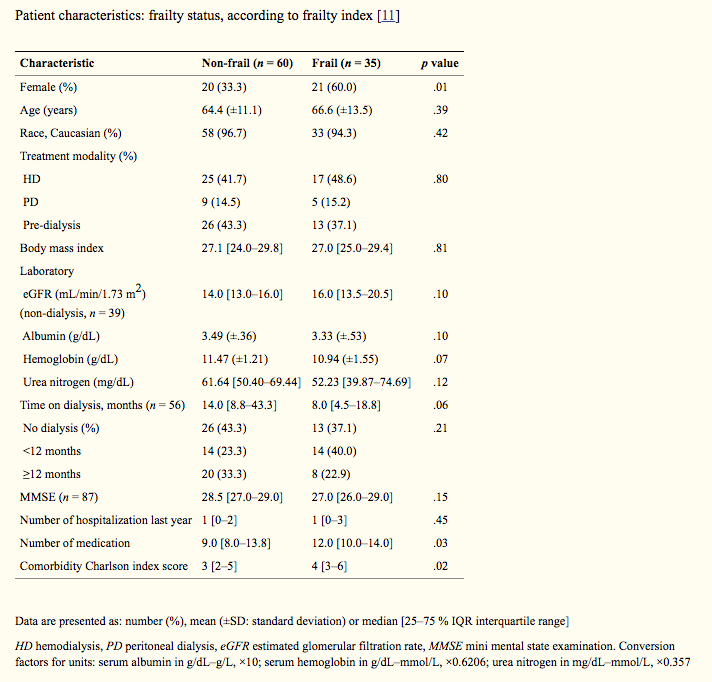 Patient characteristics: frailty status, according to frailty index [11]
Characteristic Non-frail (n = 60) Frail (n = 35) p value
Female (%) 20 (33.3) 21 (60.0) .01
Age (years) 64.4 (±11.1) 66.6 (±13.5) .39
Race, Caucasian (%) 58 (96.7) 33 (94.3) .42
Treatment modality (%)
HD 25 (41.7) 17 (48.6) .80
PD 9 (14.5) 5 (15.2)
Pre-dialysis 26 (43.3) 13 (37.1)
Body mass index 27.1 [24.0–29.8] 27.0 [25.0–29.4] .81
Laboratory
eGFR (mL/min/1.73 m2) 14.0 [13.0–16.0] 16.0 [13.5–20.5] .10
(non-dialysis, n = 39)
Albumin (g/dL) 3.49 (±.36) 3.33 (±.53) .10
Hemoglobin (g/dL) 11.47 (±1.21) 10.94 (±1.55) .07
Urea nitrogen (mg/dL) 61.64 [50.40–69.44] 52.23 [39.87–74.69] .12
Time on dialysis, months (n = 56) 14.0 [8.8–43.3] 8.0 [4.5–18.8] .06
No dialysis (%) 26 (43.3) 13 (37.1) .21
<12 months 14 (23.3) 14 (40.0)
≥12 months 20 (33.3) 8 (22.9)
MMSE (n = 87) 28.5 [27.0–29.0] 27.0 [26.0–29.0] .15
Number of hospitalization last year 1 [0–2] 1 [0–3] .45
Number of medication 9.0 [8.0–13.8] 12.0 [10.0–14.0] .03
Comorbidity Charlson index score 3 [2–5] 4 [3–6] .02
Data are presented as: number (%), mean (±SD: standard deviation) or median [25–75 % IQR interquartile range]
HD hemodialysis, PD peritoneal dialysis, eGFR estimated glomerular filtration rate, MMSE mini mental state examination. Conversion
factors for units: serum albumin in g/dL–g/L, ×10; serum hemoglobin in g/dL–mmol/L, ×0.6206; urea nitrogen in mg/dL–mmol/L, ×0.357